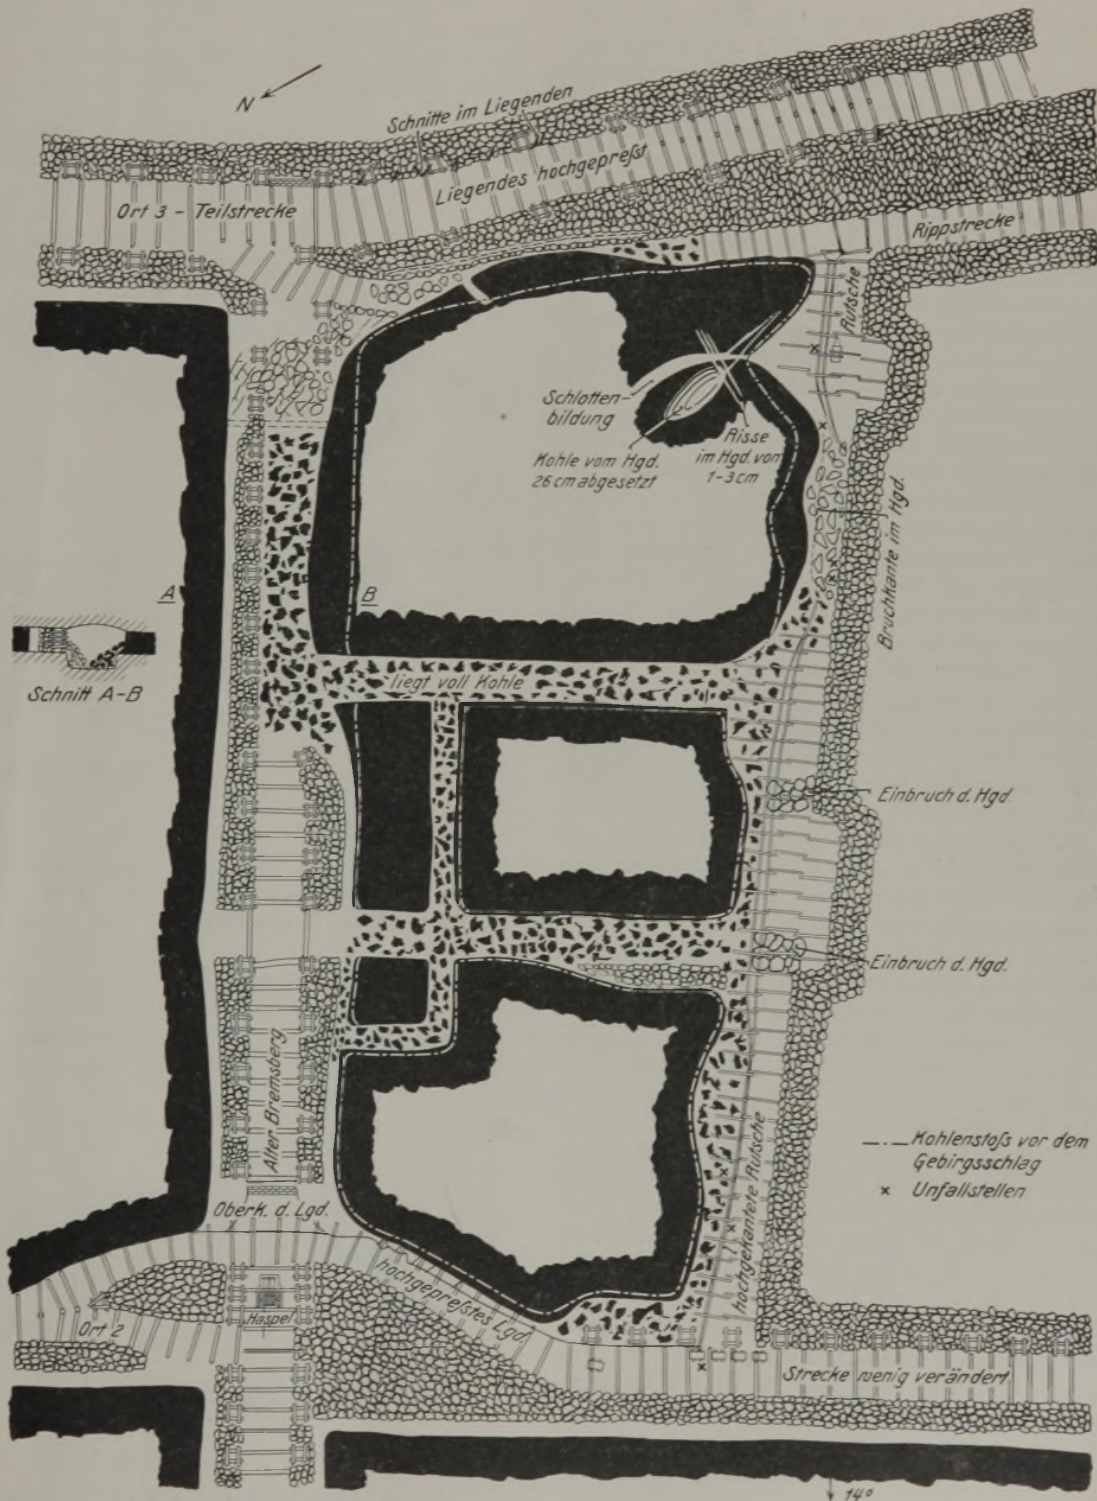 N
Schnitte im Liegenden
Liegendes hochgepreßt
Ort 3 - Teilstrecke
Rippstrecke
Rutsche
Schlotten-
bildung
Kohle vom Hgd.
26 cm abgesetzt
Risse
im Hgd. von
1-3 cm
Bruchkante im Hgd.
A
B
Schnitt A-B
liegt voll Kohle
Einbruch d. Hgd.
Einbruch d. Hgd.
Alter Bremsberg
hochgekantete Rutsche
Kohlenstoß vor dem
Gebirgsschlag
× Unfallstellen
Oberk. d. Lgd.
hochgepreßtes Lgd.
Haspel
Ort 2
Strecke wenig verändert
14°